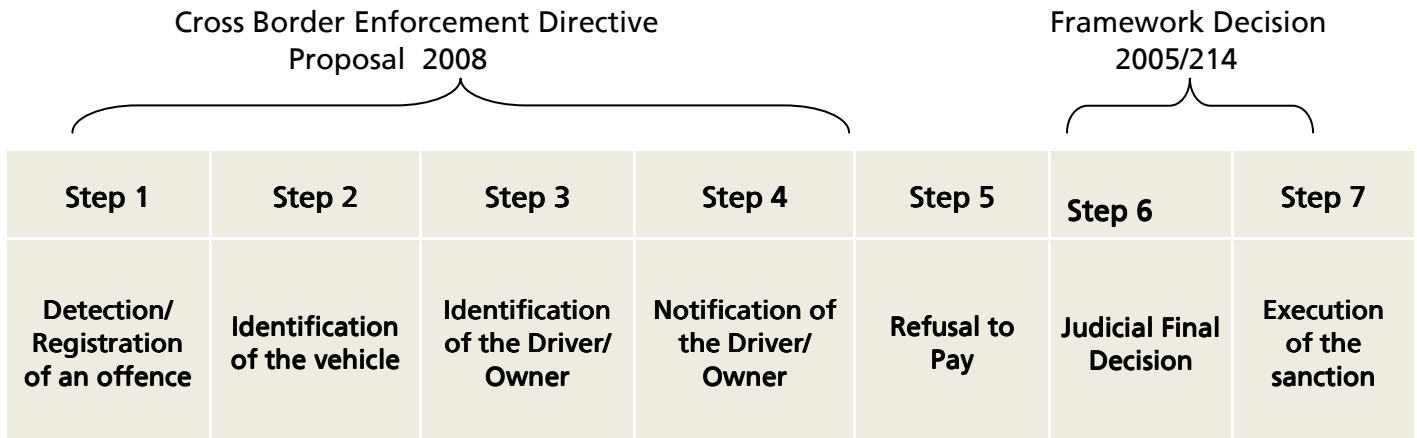 Cross Border Enforcement Directive
Proposal 2008
Framework Decision
2005/214
Step 1
Step 2
Step 3
Step 4
Step 5
Step 6
Step 7
Detection/
Registration
of an offence
Identification
of the vehicle
Identification
of the Driver/
Owner
Notification of
the Driver/
Owner
Refusal to
Pay
Judicial Final
Decision
Execution
of the
sanction